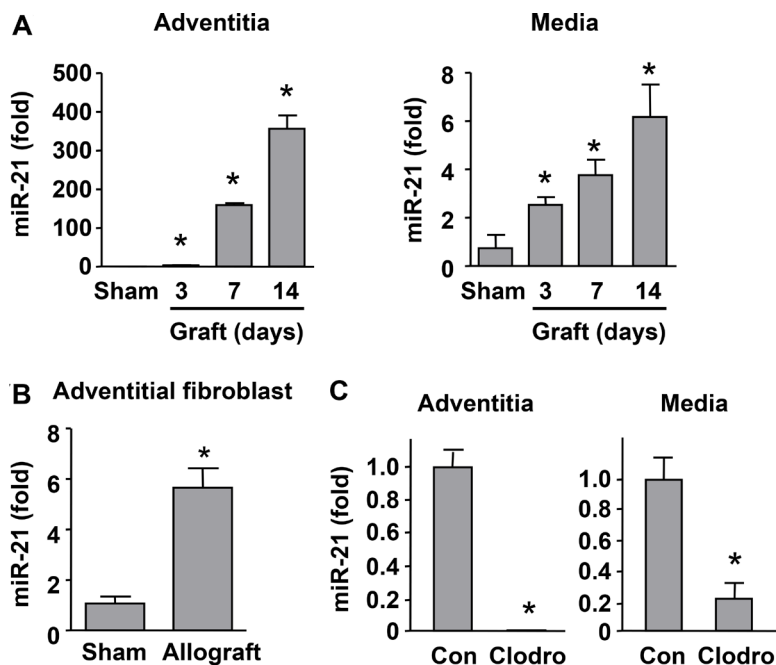 A
Adventitia
Media
miR-21 (fold)
500
400
300
200
100
0
*
*
*
Sham 3 7 14
Graft (days)
miR-21 (fold)
8
6
4
2
0
*
*
*
Sham 3 7 14
Graft (days)
B
Adventitial fibroblast
miR-21 (fold)
8
6
4
2
0
*
Sham Allograft
C
Adventitia
Media
miR-21 (fold)
1.0
0.8
0.6
0.4
0.2
0
*
Con Clodro
1.0
0.8
0.6
0.4
0.2
0
*
Con Clodro